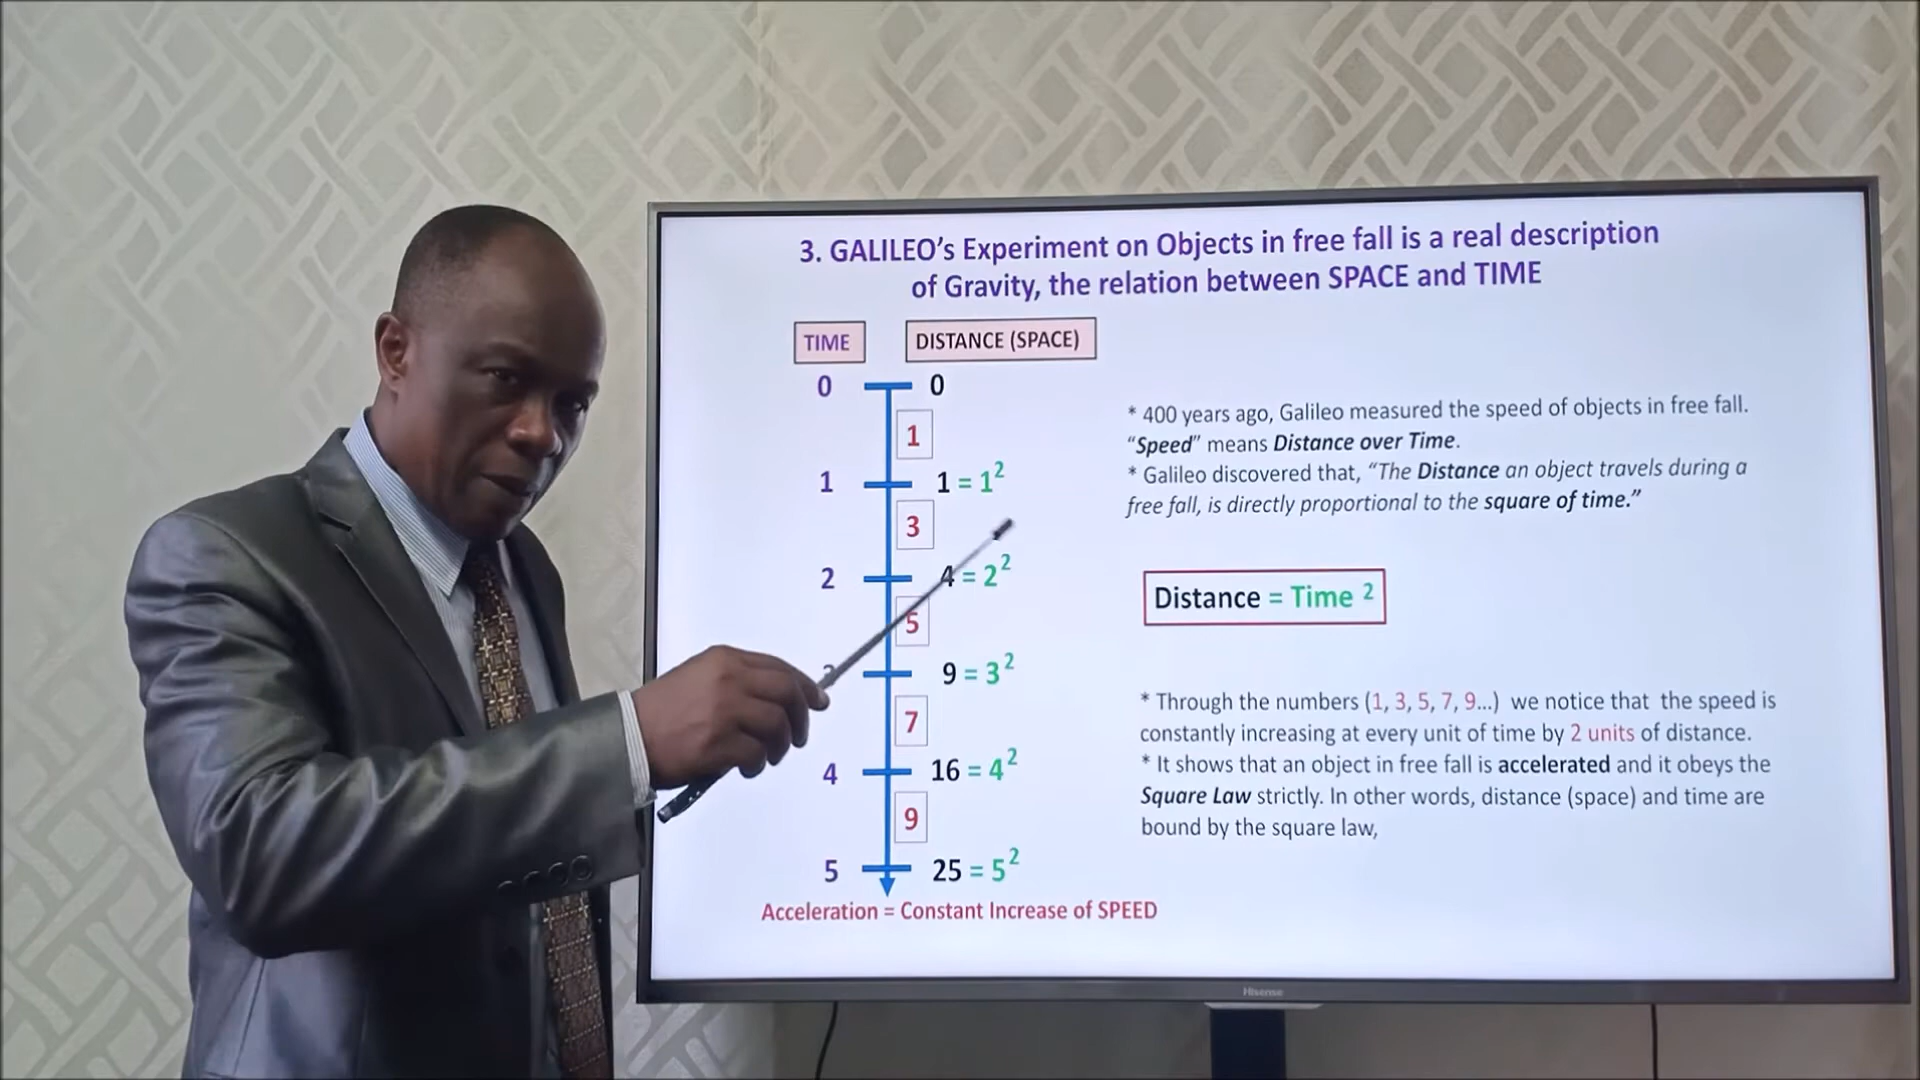 3. GALILEO's Experiment on Objects in free fall is a real description
of Gravity, the relation between SPACE and TIME
TIME DISTANCE (SPACE)
0 0
1
1 1 = 1²
3
2 4 = 2²
5
9 = 3²
7
4 16 = 4²
9
5 25 = 5²
Acceleration = Constant Increase of SPEED
* 400 years ago, Galileo measured the speed of objects in free fall.
"Speed" means Distance over Time.
* Galileo discovered that, "The Distance an object travels during a
free fall, is directly proportional to the square of time."
Distance = Time ²
* Through the numbers (1, 3, 5, 7, 9...) we notice that the speed is
constantly increasing at every unit of time by 2 units of distance.
* It shows that an object in free fall is accelerated and it obeys the
Square Law strictly. In other words, distance (space) and time are
bound by the square law,
Hisense